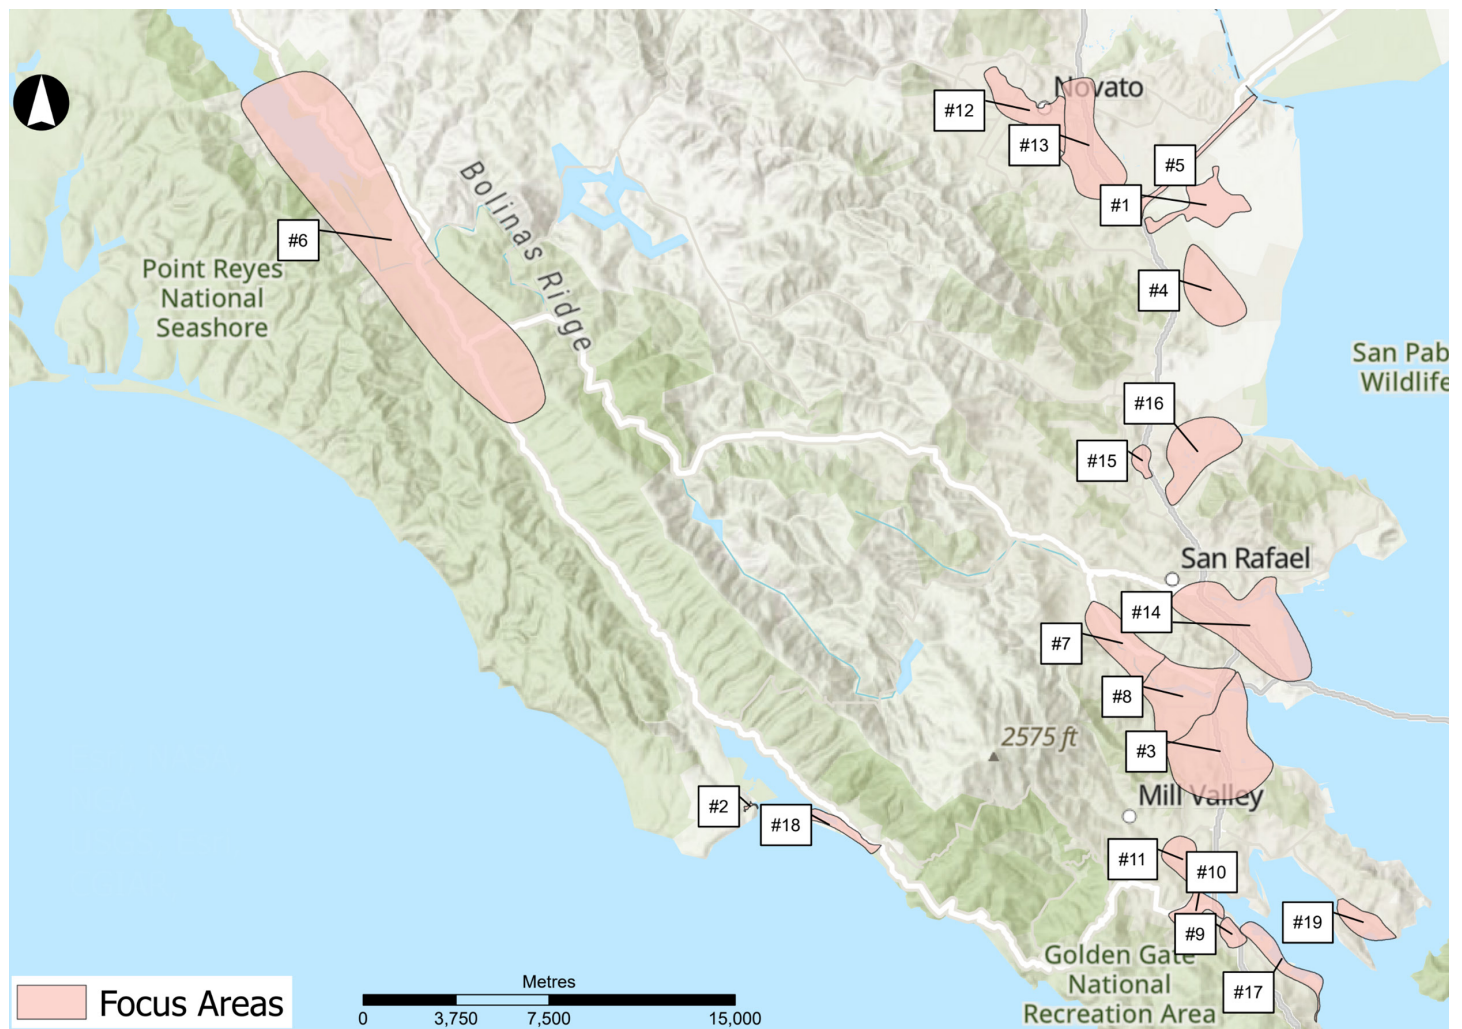 Novato
#12
#13
#5
#1
Bolinas Ridge
#6
Point Reyes
National
Seashore
#4
San Pab
Wildlife
#16
#15
San Rafael
#14
#7
#8
2575 ft
#3
Mill Valley
#2
#18
#11
#10
#19
#9
Golden Gate
National
Recreation Area
#17
Focus Areas
Metres
0 3,750 7,500 15,000